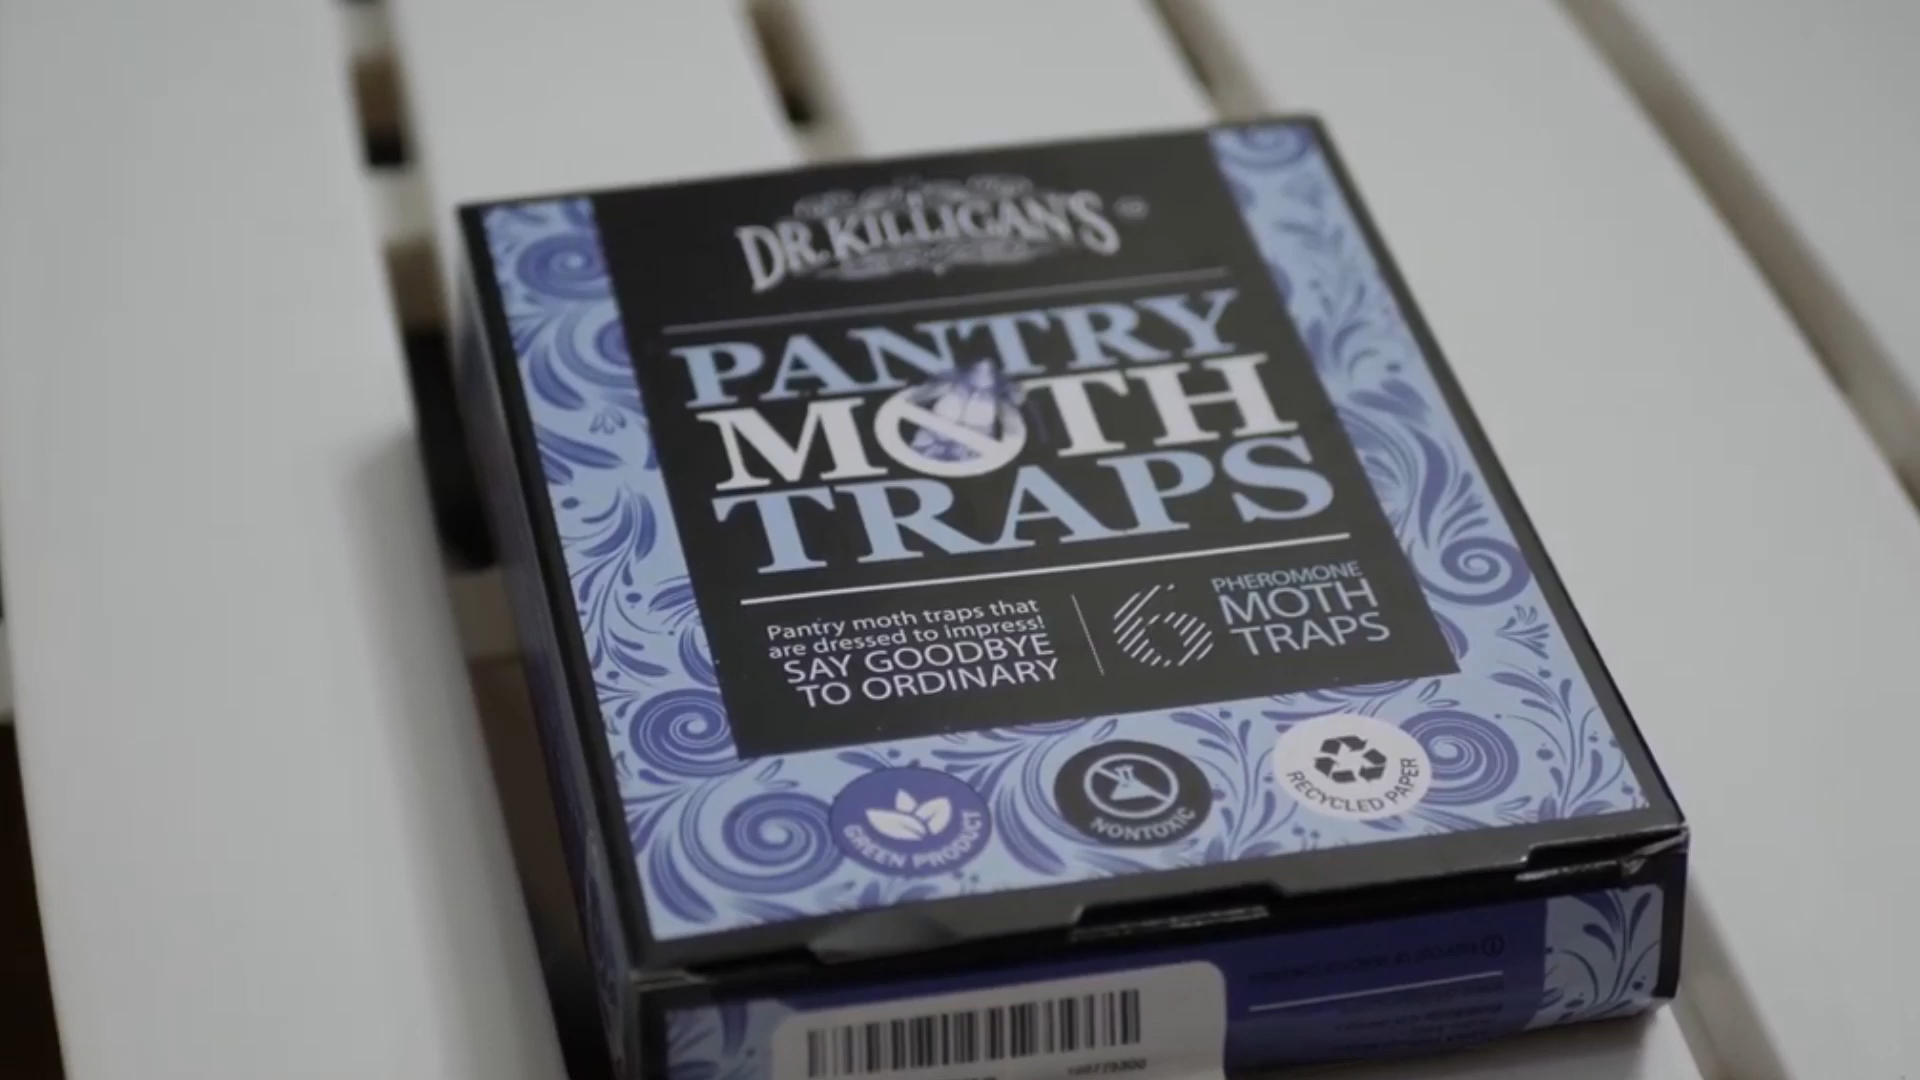 DR. KILLIGAN'S
PANTRY
MOTH
TRAPS
Pantry moth traps that
are dressed to impress!
SAY GOODBYE
TO ORDINARY
6
PHEROMONE
MOTH
TRAPS
GREEN PRODUCT
NONTOXIC
RECYCLED PAPER